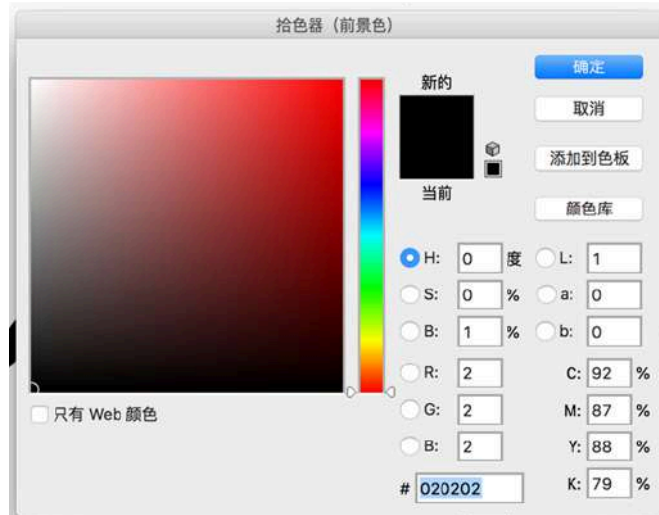 拾色器（前景色）
新的
当前
确定
取消
添加到色板
颜色库
H: 0 度
S: 0 %
B: 1 %
R: 2
G: 2
B: 2
# 020202
L: 1
a: 0
b: 0
C: 92 %
M: 87 %
Y: 88 %
K: 79 %
只有 Web 颜色